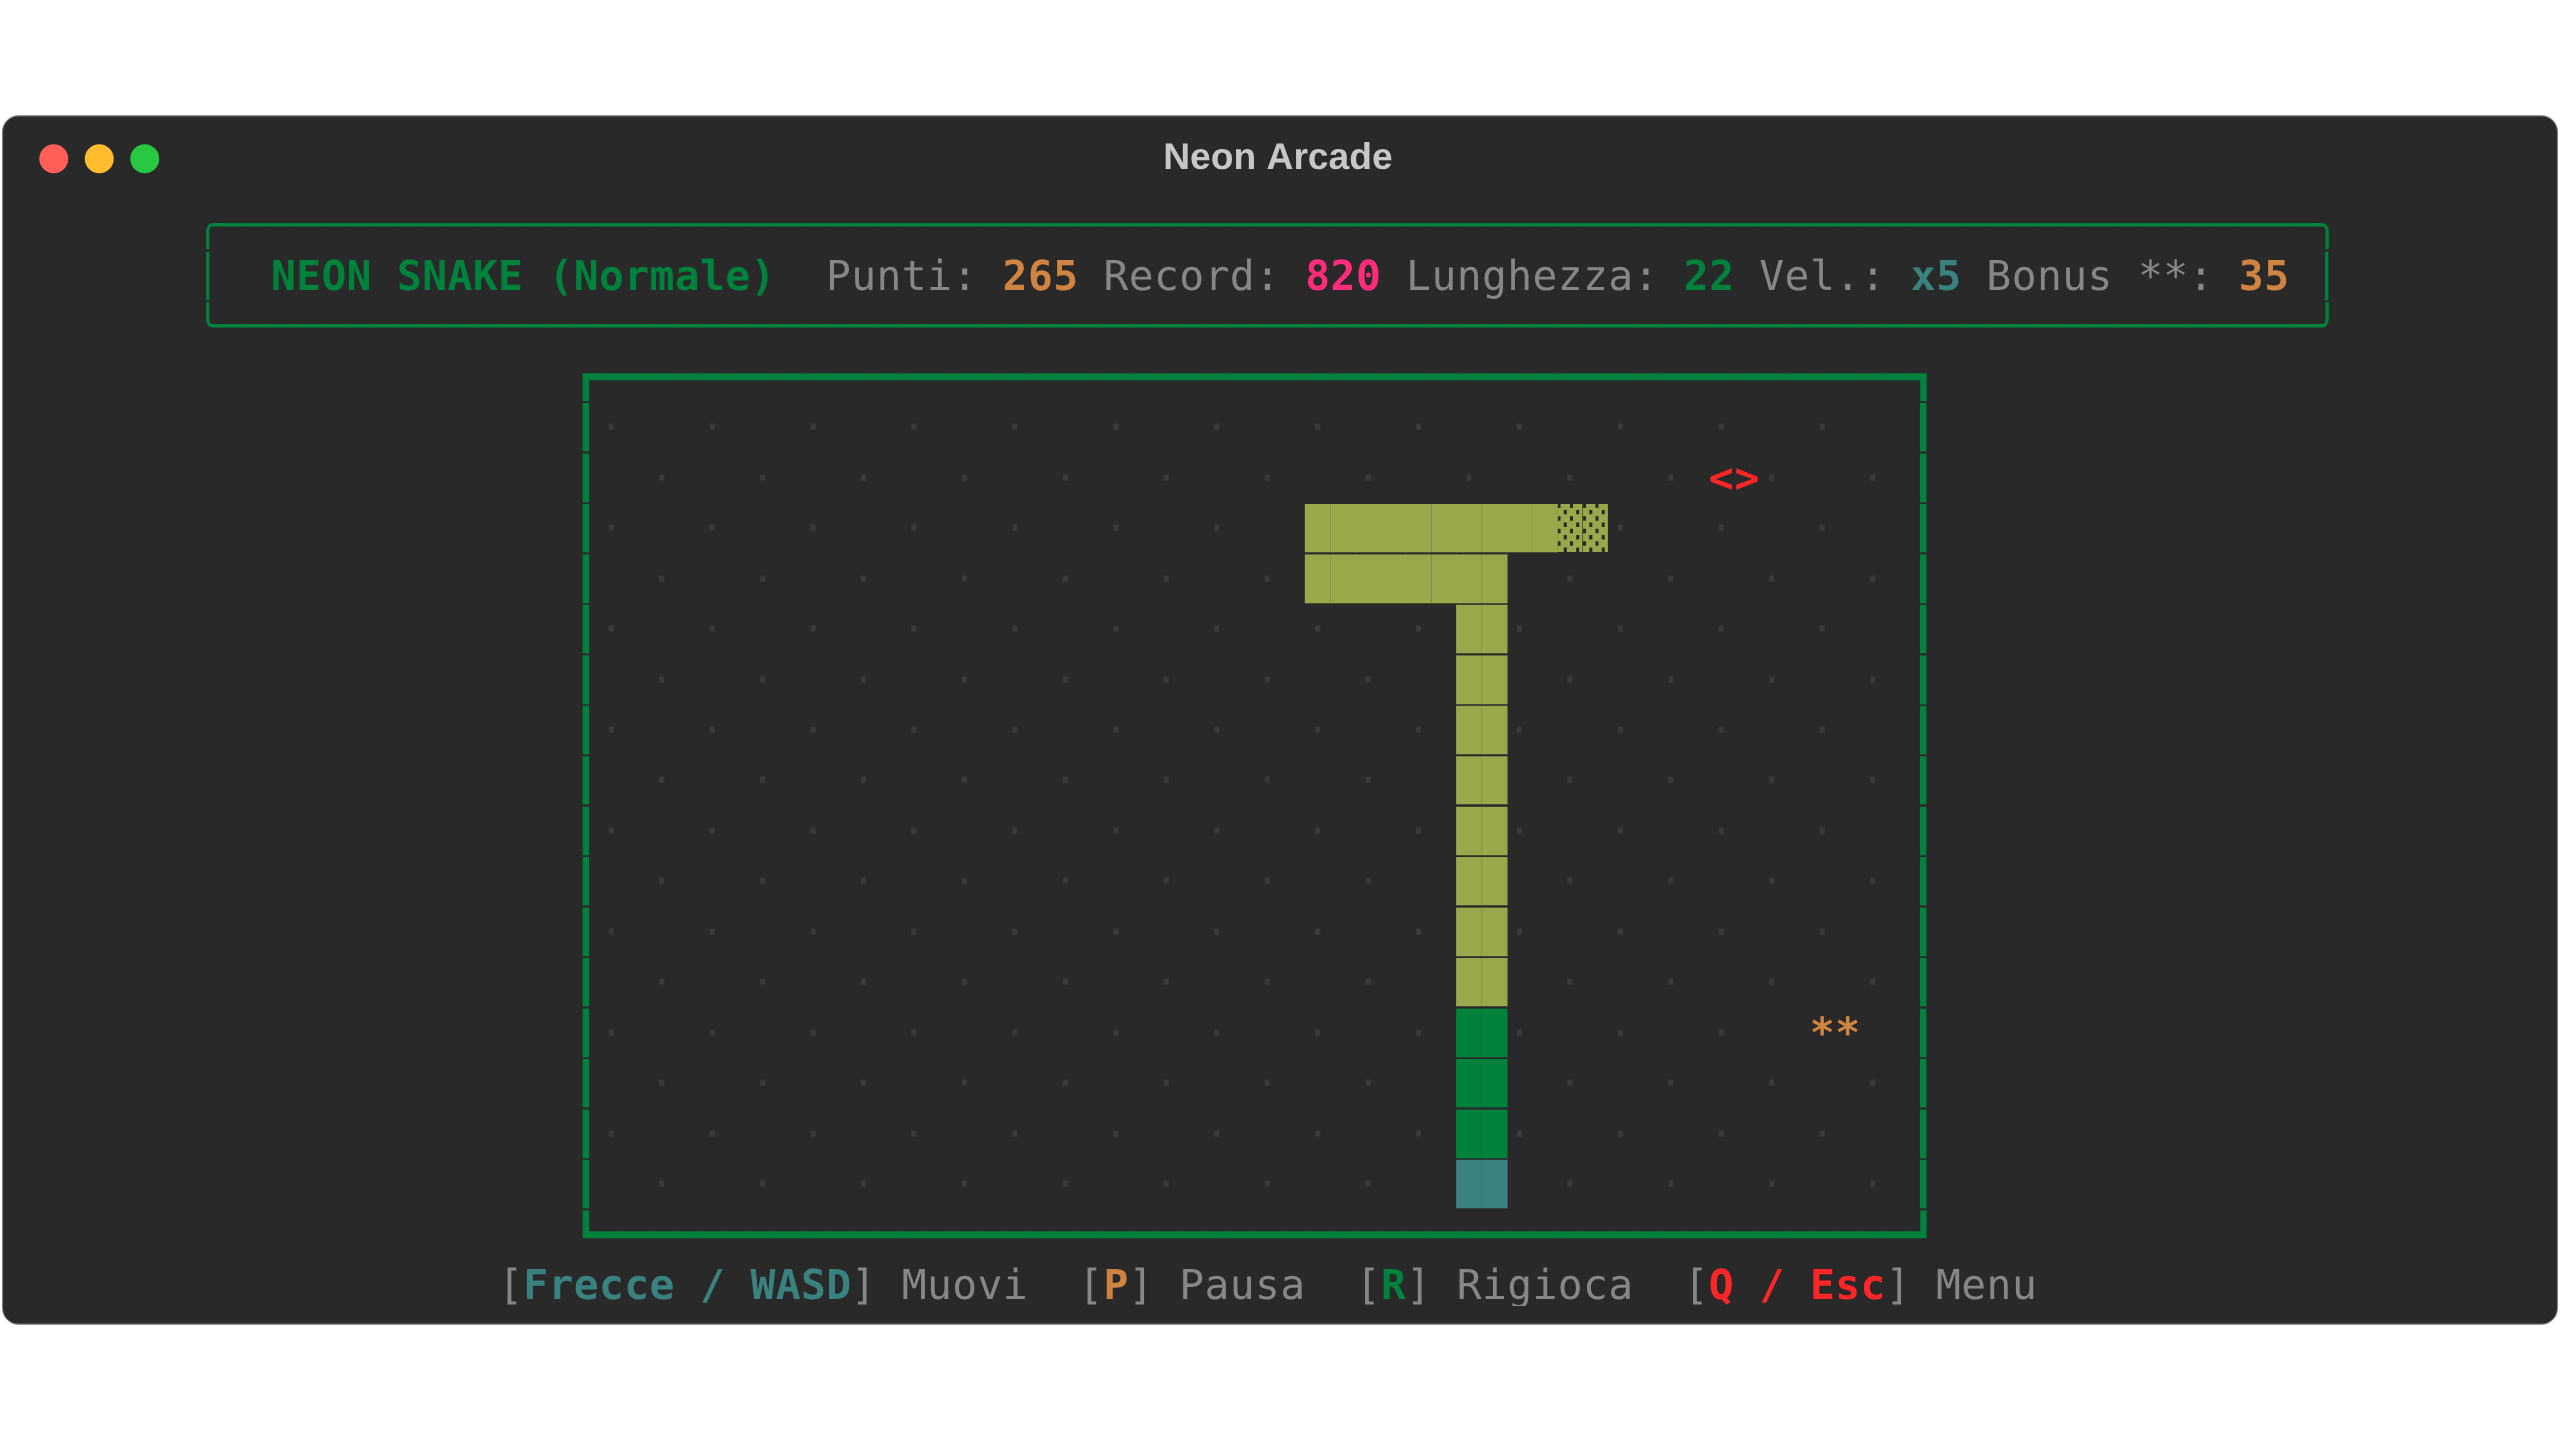 Neon Arcade
NEON SNAKE (Normale) Punti: 265 Record: 820 Lunghezza: 22 Vel.: x5 Bonus **: 35
<>
**
[Frecce / WASD] Muovi [P] Pausa [R] Rigioca [Q / Esc] Menu